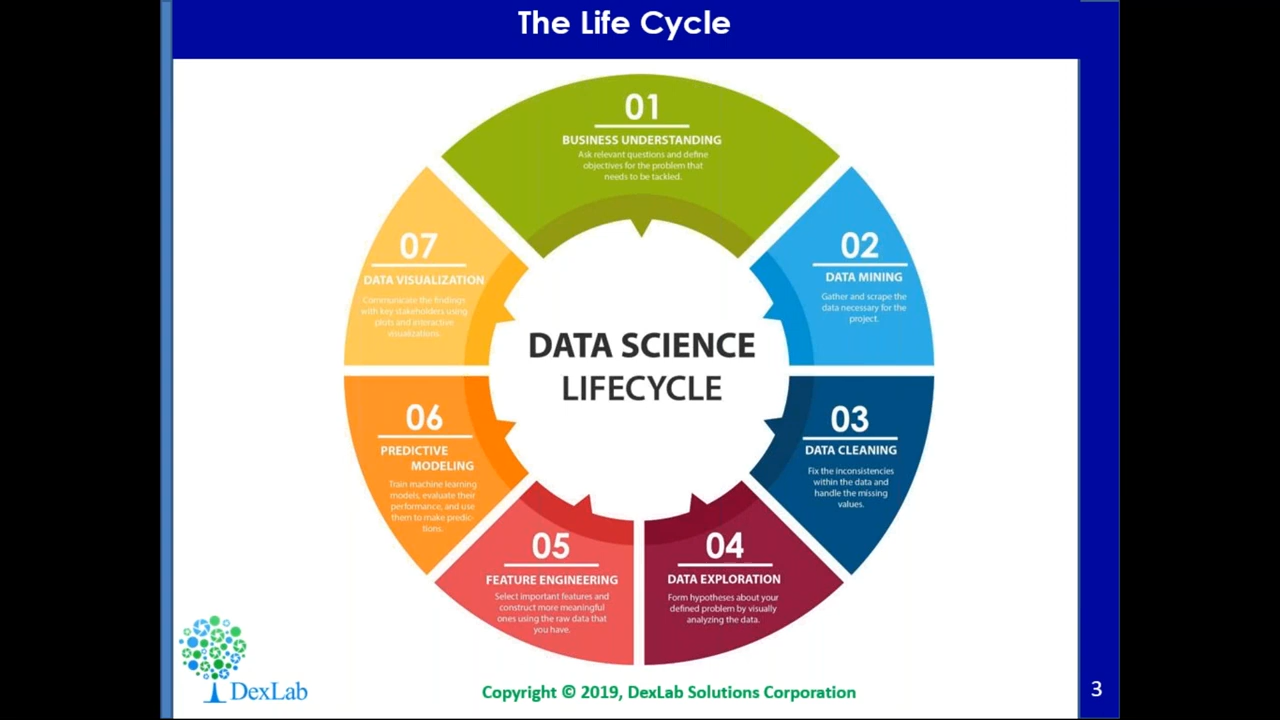 The Life Cycle
01
BUSINESS UNDERSTANDING
Ask relevant questions and define
objectives for the problem that
needs to be tackled.
02
DATA MINING
Gather and scrape the
data necessary for the
project.
03
DATA CLEANING
Fix the inconsistencies
within the data and
handle the missing
values.
04
DATA EXPLORATION
Form hypotheses about your
defined problem by visually
analyzing the data.
05
FEATURE ENGINEERING
Select important features and
construct more meaningful
ones using the raw data that
you have.
06
PREDICTIVE
MODELING
Train machine learning
models, evaluate their
performance, and use
them to make predic-
tions.
07
DATA VISUALIZATION
Communicate the findings
with key stakeholders using
plots and interactive
visualizations.
DATA SCIENCE
LIFECYCLE
DexLab
Copyright © 2019, DexLab Solutions Corporation
3